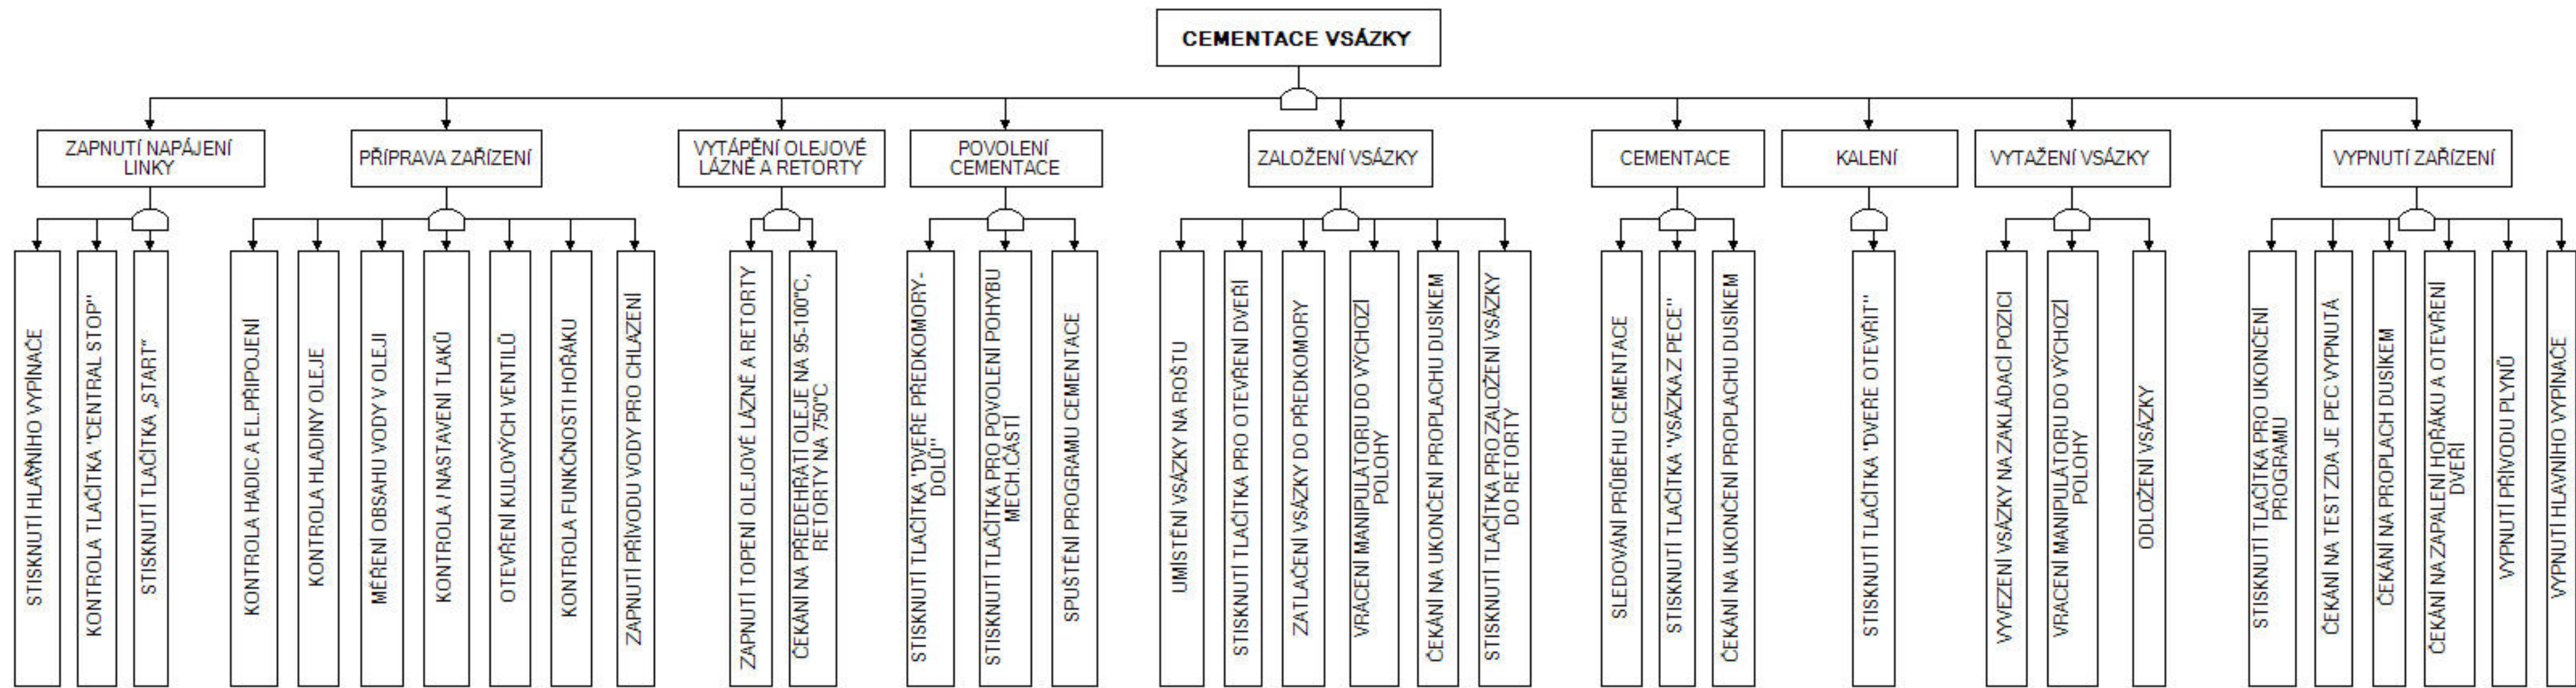 CEMENTACE VSÁZKY
ZAPNUTÍ NAPÁJENÍ
LINKY
PŘÍPRAVA ZAŘÍZENÍ
VYTÁPĚNÍ OLEJOVÉ
LÁZNĚ A RETORTY
POVOLENÍ
CEMENTACE
ZALOŽENÍ VSÁZKY
CEMENTACE
KALENÍ
VYTAŽENÍ VSÁZKY
VYPNUTÍ ZAŘÍZENÍ
STISKNUTÍ HLAVNÍHO VYPÍNAČE
KONTROLA TLAČÍTKA "CENTRAL STOP"
STISKNUTÍ TLAČÍTKA „START“
KONTROLA HADIC A EL.PŘIPOJENÍ
KONTROLA HLADINY OLEJE
MĚŘENÍ OBSAHU VODY V OLEJI
KONTROLA / NASTAVENÍ TLAKŮ
OTEVŘENÍ KULOVÝCH VENTILŮ
KONTROLA FUNKČNOSTI HOŘÁKU
ZAPNUTÍ PŘÍVODU VODY PRO CHLAZENÍ
ZAPNUTÍ TOPENÍ OLEJOVÉ LÁZNĚ A RETORTY
ČEKÁNÍ NA PŘEDEHŘÁTÍ OLEJE NA 95-100°C,
RETORTY NA 750°C
STISKNUTÍ TLAČÍTKA "DVEŘE PŘEDKOMORY-
DOLŮ"
STISKNUTÍ TLAČÍTKA PRO POVOLENÍ POHYBU
MECH.ČÁSTÍ
SPUŠTĚNÍ PROGRAMU CEMENTACE
UMÍSTĚNÍ VSÁZKY NA ROŠTU
STISKNUTÍ TLAČÍTKA PRO OTEVŘENÍ DVEŘÍ
ZATLAČENÍ VSÁZKY DO PŘEDKOMORY
VRÁCENÍ MANIPULÁTORU DO VÝCHOZÍ
POLOHY
ČEKÁNÍ NA UKONČENÍ PROPLACHU DUSÍKEM
STISKNUTÍ TLAČÍTKA PRO ZALOŽENÍ VSÁZKY
DO RETORTY
SLEDOVÁNÍ PRŮBĚHU CEMENTACE
STISKNUTÍ TLAČÍTKA "VSÁZKA Z PECE"
ČEKÁNÍ NA UKONČENÍ PROPLACHU DUSÍKEM
STISKNUTÍ TLAČÍTKA "DVEŘE OTEVŘIT"
VYVEZENÍ VSÁZKY NA ZAKLÁDACÍ POZICI
VRACENÍ MANIPULÁTORU DO VÝCHOZÍ
POLOHY
ODLOŽENÍ VSÁZKY
STISKNUTÍ TLAČÍTKA PRO UKONČENÍ
PROGRAMU
ČEKÁNÍ NA TEST ZDA JE PEC VYPNUTÁ
ČEKÁNÍ NA PROPLACH DUSÍKEM
ČEKÁNÍ NA ZAPALENÍ HOŘÁKU A OTEVŘENÍ
DVEŘÍ
VYPNUTÍ PŘÍVODU PLYNŮ
VYPNUTÍ HLAVNÍHO VYPÍNAČE